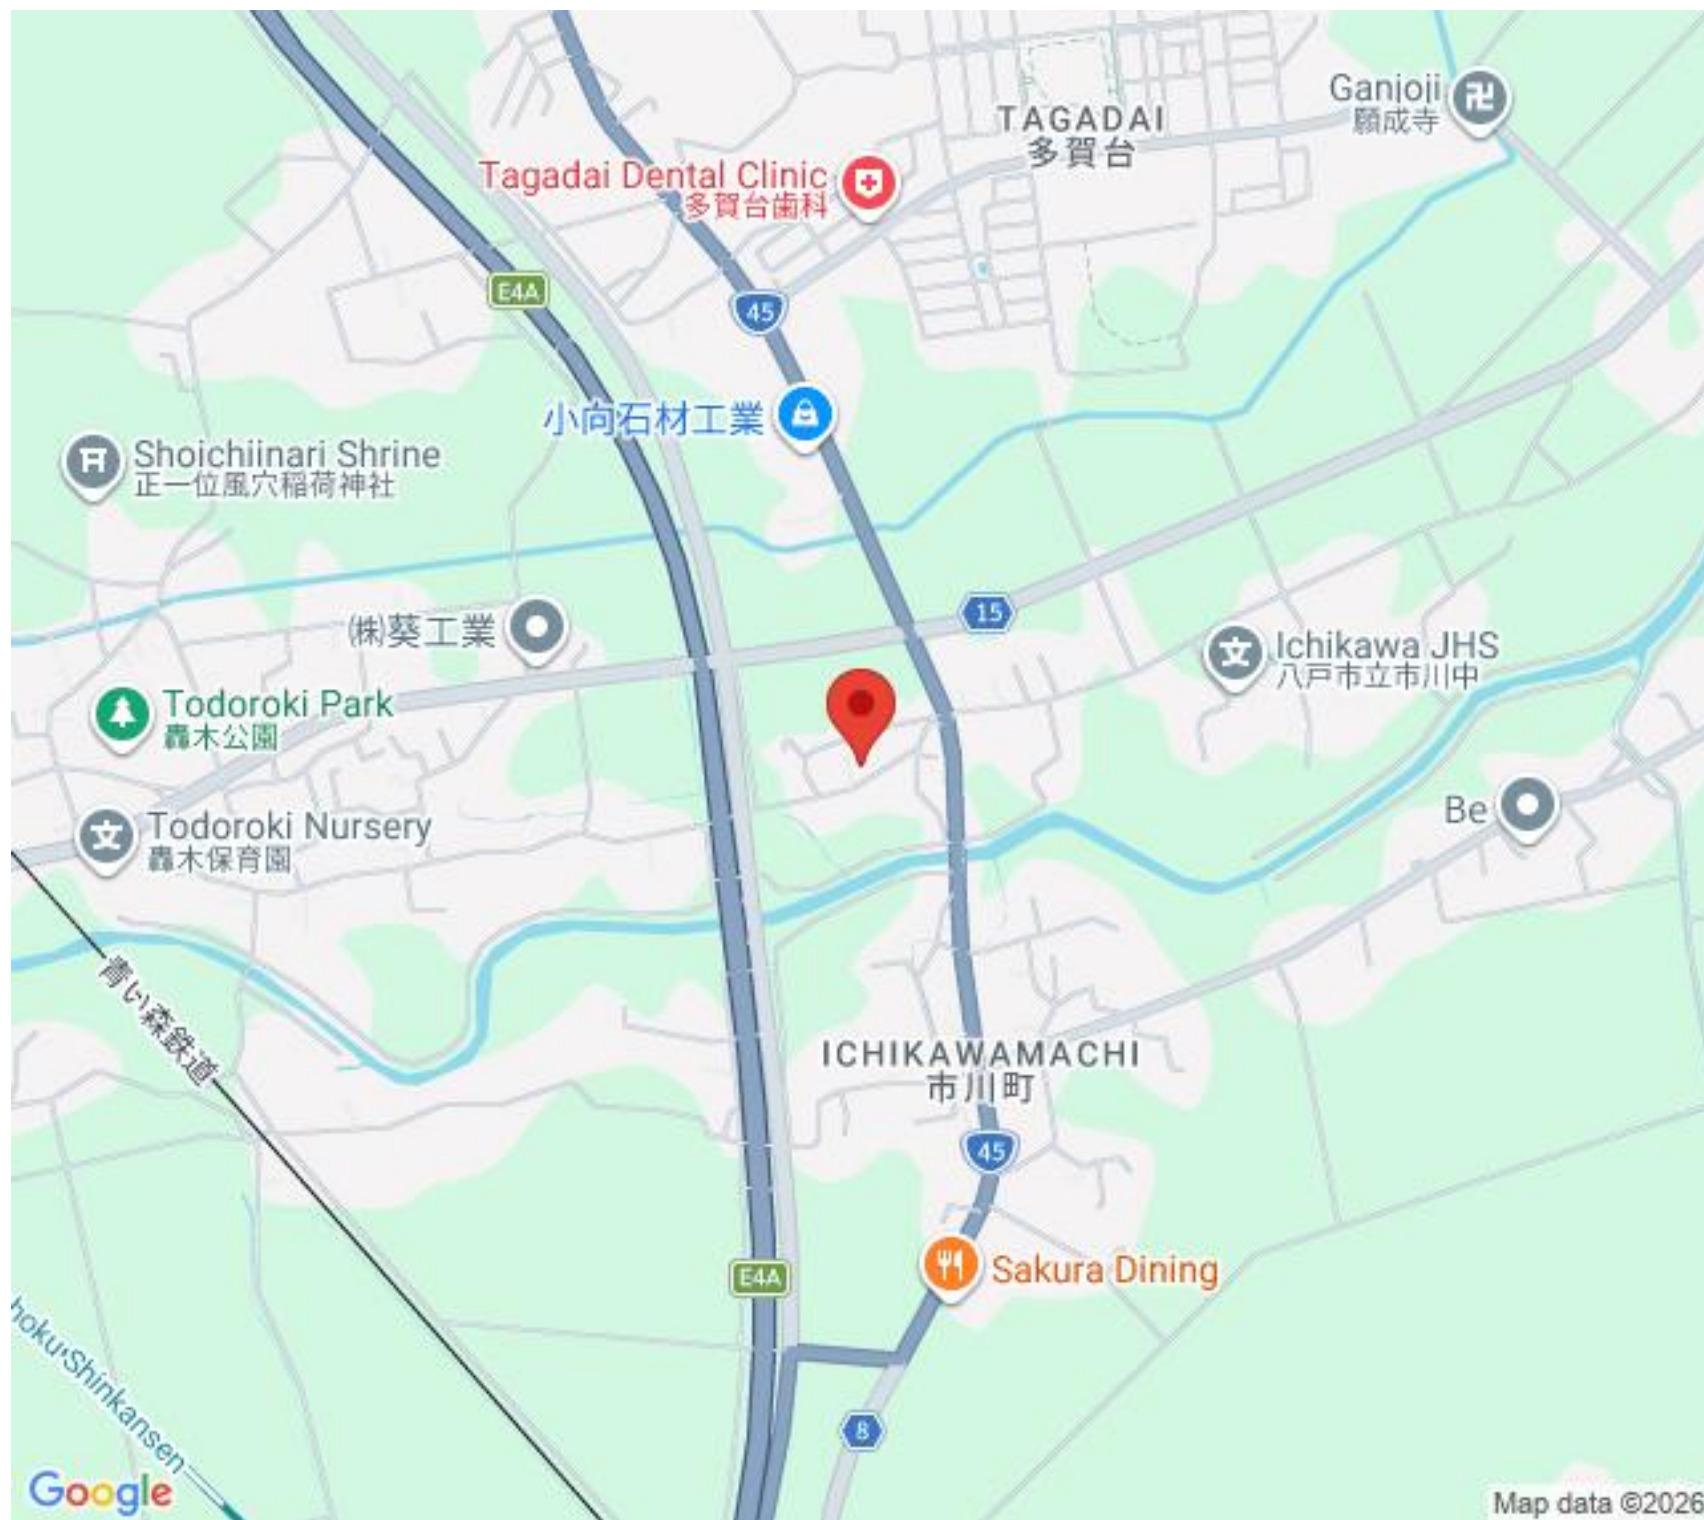 Ganjoji
願成寺
TAGADAI
多賀台
Tagadai Dental Clinic
多賀台歯科
E4A
45
小向石材工業
Shoichiinari Shrine
正一位風穴稲荷神社
15
㈱葵工業
Ichikawa JHS
八戸市立市川中
Todoroki Park
轟木公園
Be
Todoroki Nursery
轟木保育園
青い森鉄道
ICHIKAWAMACHI
市川町
45
E4A
Sakura Dining
hoku Shinkansen
8
Google
Map data ©2026